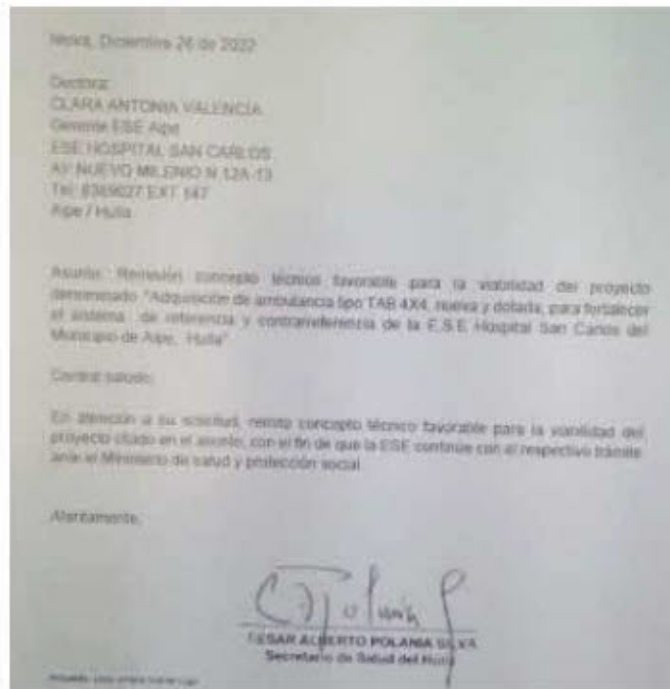 Neiva, Diciembre 26 de 2022
Doctora:
CLARA ANTONIA VALENCIA
Gerente ESE Aipe
ESE HOSPITAL SAN CARLOS
AV NUEVO MILENIO N 12A-13
Tel: 8389027 EXT 147
Aipe / Huila
Asunto: Remisión concepto técnico favorable para la viabilidad del proyecto
denominado "Adquisición de ambulancia tipo TAB 4X4, nueva y dotada, para fortalecer
el sistema de referencia y contrarreferencia de la E.S.E Hospital San Carlos del
Municipio de Aipe, Huila"
Cordial saludo:
En atención a su solicitud, remito concepto técnico favorable para la viabilidad del
proyecto citado en el asunto, con el fin de que la ESE continúe con el respectivo trámite
ante el Ministerio de salud y protección social
Atentamente,
CESAR ALBERTO POLANIA SILVA
Secretario de Salud del Huila